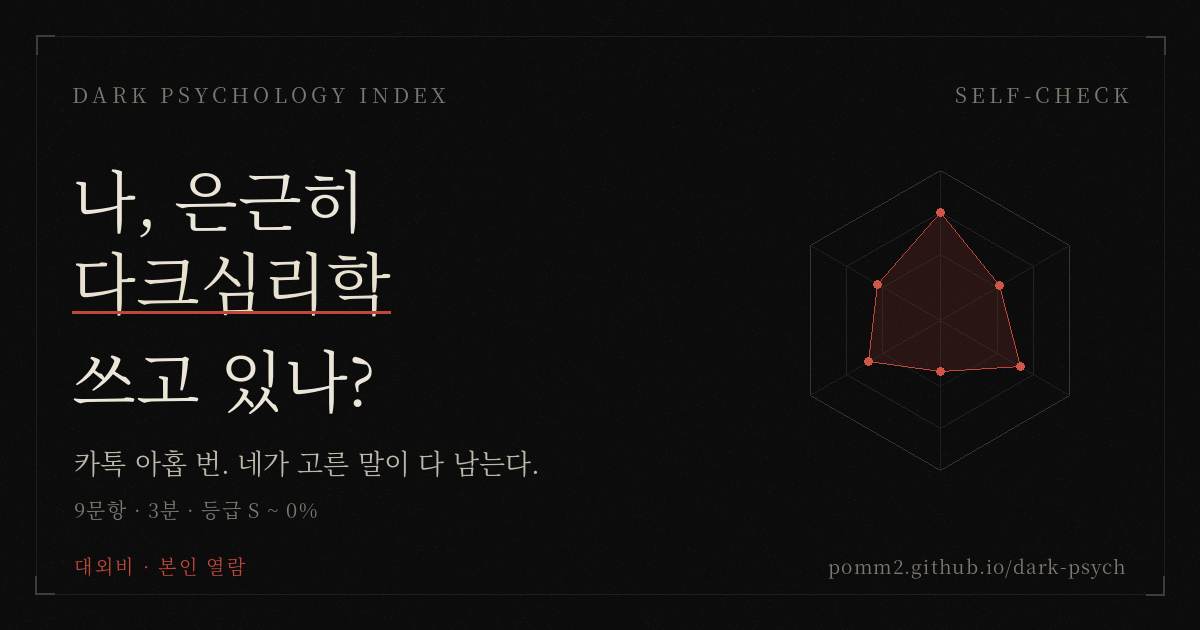 DARK PSYCHOLOGY INDEX
SELF-CHECK
나, 은근히
다크심리학
쓰고 있나?
카톡 아홉 번. 네가 고른 말이 다 남는다.
9문항 · 3분 · 등급 S ~ 0%
대외비 · 본인 열람
pomm2.github.io/dark-psych